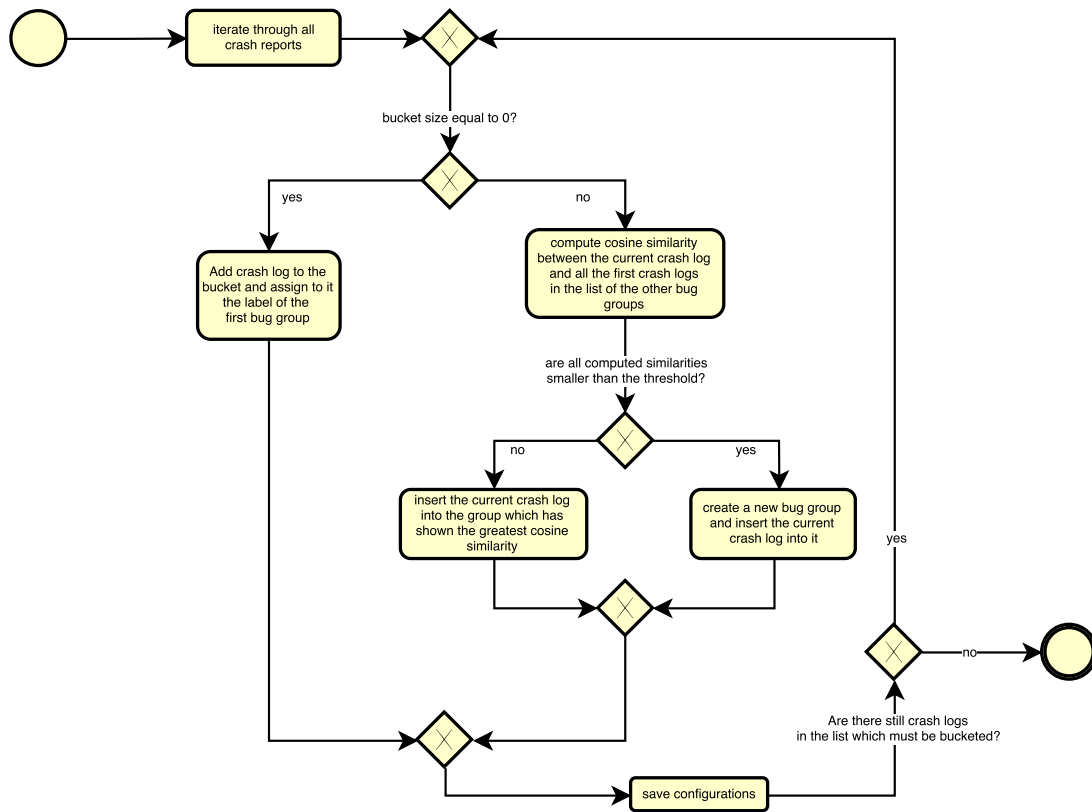 iterate through all
crash reports
bucket size equal to 0?
yes
no
Add crash log to the
bucket and assign to it
the label of the
first bug group
compute cosine similarity
between the current crash log
and all the first crash logs
in the list of the other bug
groups
are all computed similarities
smaller than the threshold?
no
yes
insert the current crash log
into the group which has
shown the greatest cosine
similarity
create a new bug group
and insert the current
crash log into it
yes
no
Are there still crash logs
in the list which must be bucketed?
save configurations